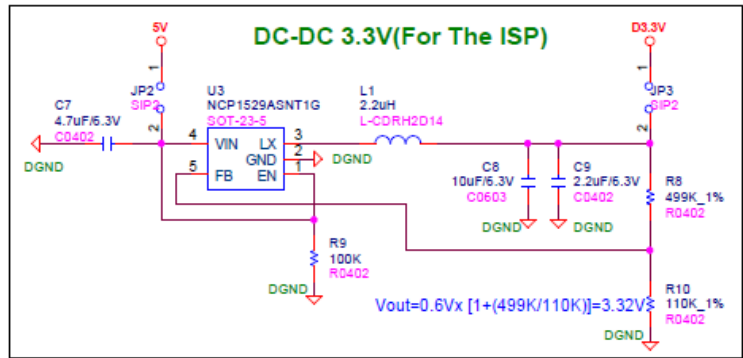 5V
DC-DC 3.3V(For The ISP)
D3.3V
1
JP2
SIP2
2
U3
NCP1529ASNT1G
SOT-23-5
L1
2.2uH
L-CDRH2D14
1
JP3
SIP2
2
C7
4.7uF/6.3V
C0402
DGND
4
VIN
LX
3
GND
2
DGND
5
FB
EN
1
C8
10uF/6.3V
C0603
DGND
C9
2.2uF/6.3V
C0402
DGND
R8
499K_1%
R0402
R9
100K
R0402
DGND
Vout=0.6Vx [1+(499K/110K)]=3.32V
R10
110K_1%
R0402
DGND